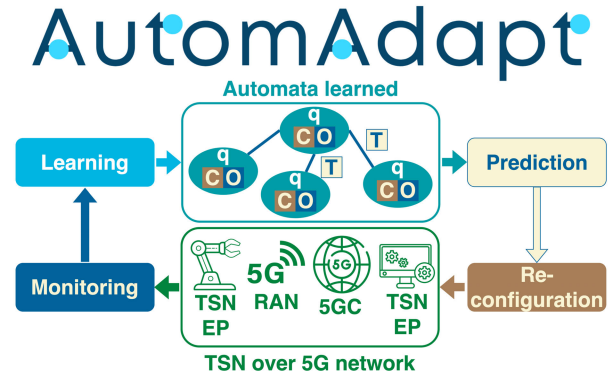 AutomAdapt
Automata learned
Learning
q
C O
q
C O
T
T
q
C O
q
C O
Prediction
Monitoring
TSN
EP
5G
RAN
5G
5GC
TSN
EP
Re-
configuration
TSN over 5G network